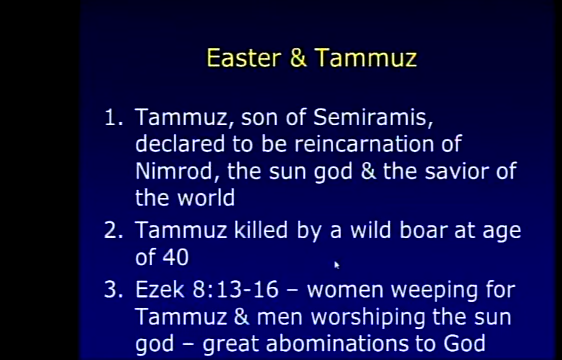 Easter & Tammuz
1. Tammuz, son of Semiramis,
declared to be reincarnation of
Nimrod, the sun god & the savior of
the world
2. Tammuz killed by a wild boar at age
of 40
3. Ezek 8:13-16 – women weeping for
Tammuz & men worshiping the sun
god – great abominations to God